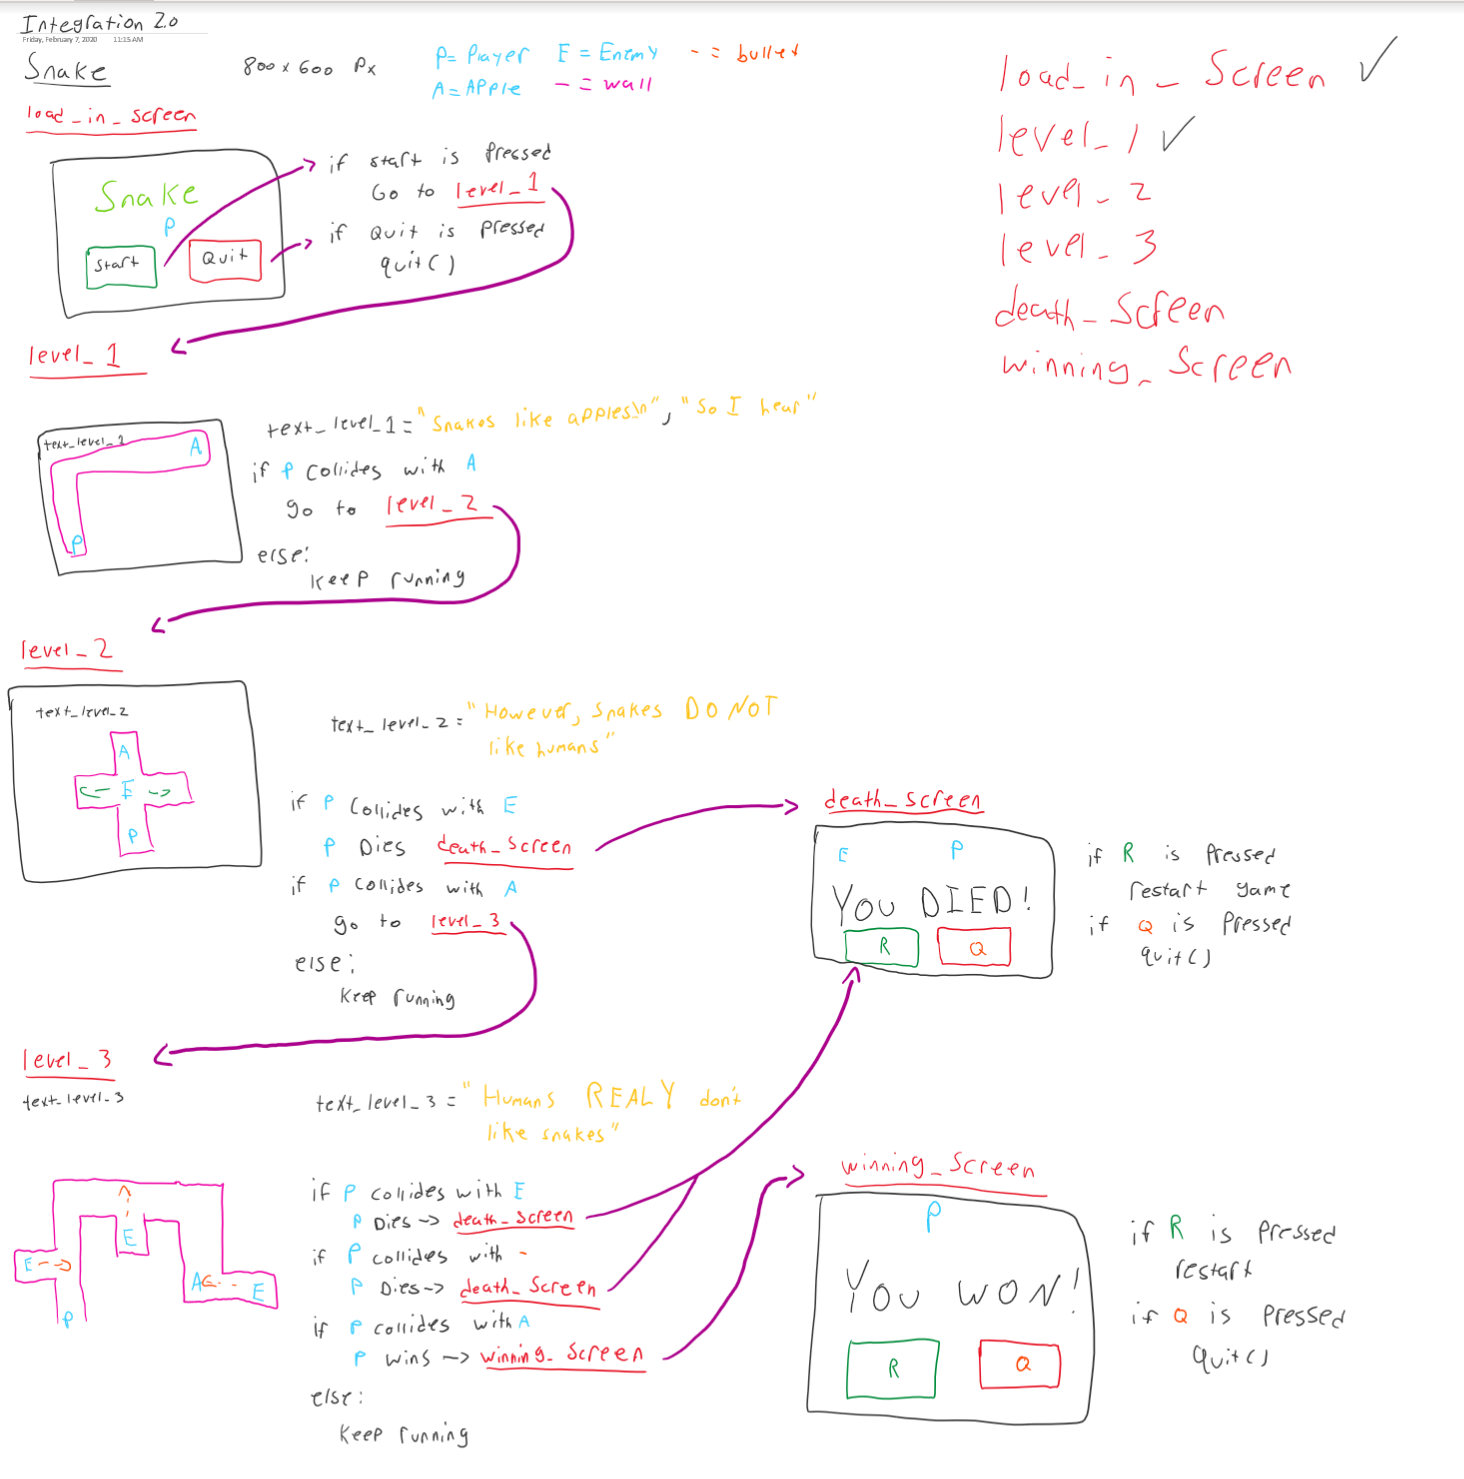 Integration 2.0
Friday, February 7, 2020 11:15 AM
Snake
800 x 600 Px
P = Player E = Enemy - = bullet
A = APPle - = wall
load_in_screen
Snake
P
Start
Quit
if start is Pressed
Go to level_1
if Quit is pressed
quit()
level_1
text_level_1 = "Snakes like apples\n", "So I hear"
text_level_1
A
P
if P collides with A
go to level_2
else:
keep running
level_2
text_level_2
A
E
P
text_level_2 = "However, snakes DO NOT
like humans"
if P collides with E
P Dies death_screen
if P collides with A
go to level_3
else:
Keep running
death_screen
E P
YOU DIED!
R Q
if R is Pressed
restart game
if Q is Pressed
quit()
level_3
text_level_3
E
E
A
E
P
text_level_3 = "Humans REALY don't
like snakes"
if P collides with E
P Dies -> death_screen
if P collides with -
P Dies -> death_screen
if P collides with A
P wins -> winning_screen
else:
Keep running
winning_screen
P
YOU WON!
R Q
if R is Pressed
restart
if Q is Pressed
Quit()
load_in_Screen ✓
level_1 ✓
level_2
level_3
death_Screen
winning_Screen